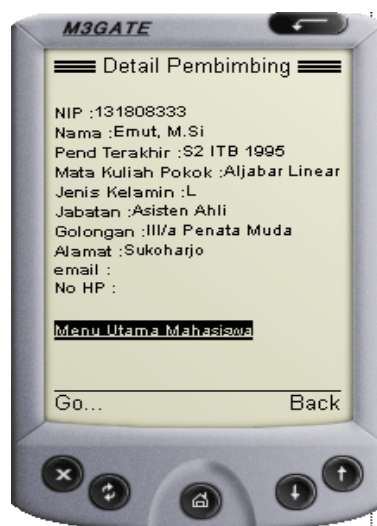 M3GATE
Detail Pembimbing
NIP :131808333
Nama :Emut, M.Si
Pend Terakhir :S2 ITB 1995
Mata Kuliah Pokok :Aljabar Linear
Jenis Kelamin :L
Jabatan :Asisten Ahli
Golongan :III/a Penata Muda
Alamat :Sukoharjo
email :
No HP :
Menu Utama Mahasiswa
Go... Back